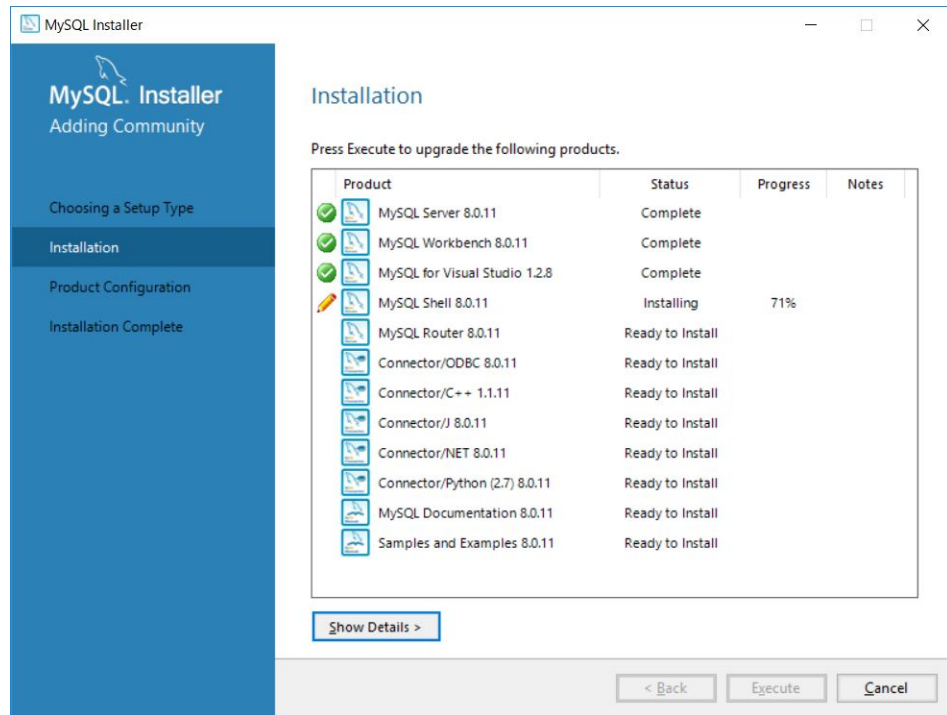 MySQL Installer
MySQL. Installer
Adding Community
Choosing a Setup Type
Installation
Product Configuration
Installation Complete
Installation
Press Execute to upgrade the following products.
Product Status Progress Notes
MySQL Server 8.0.11 Complete
MySQL Workbench 8.0.11 Complete
MySQL for Visual Studio 1.2.8 Complete
MySQL Shell 8.0.11 Installing 71%
MySQL Router 8.0.11 Ready to Install
Connector/ODBC 8.0.11 Ready to Install
Connector/C++ 1.1.11 Ready to Install
Connector/J 8.0.11 Ready to Install
Connector/NET 8.0.11 Ready to Install
Connector/Python (2.7) 8.0.11 Ready to Install
MySQL Documentation 8.0.11 Ready to Install
Samples and Examples 8.0.11 Ready to Install
Show Details >
< Back Execute Cancel